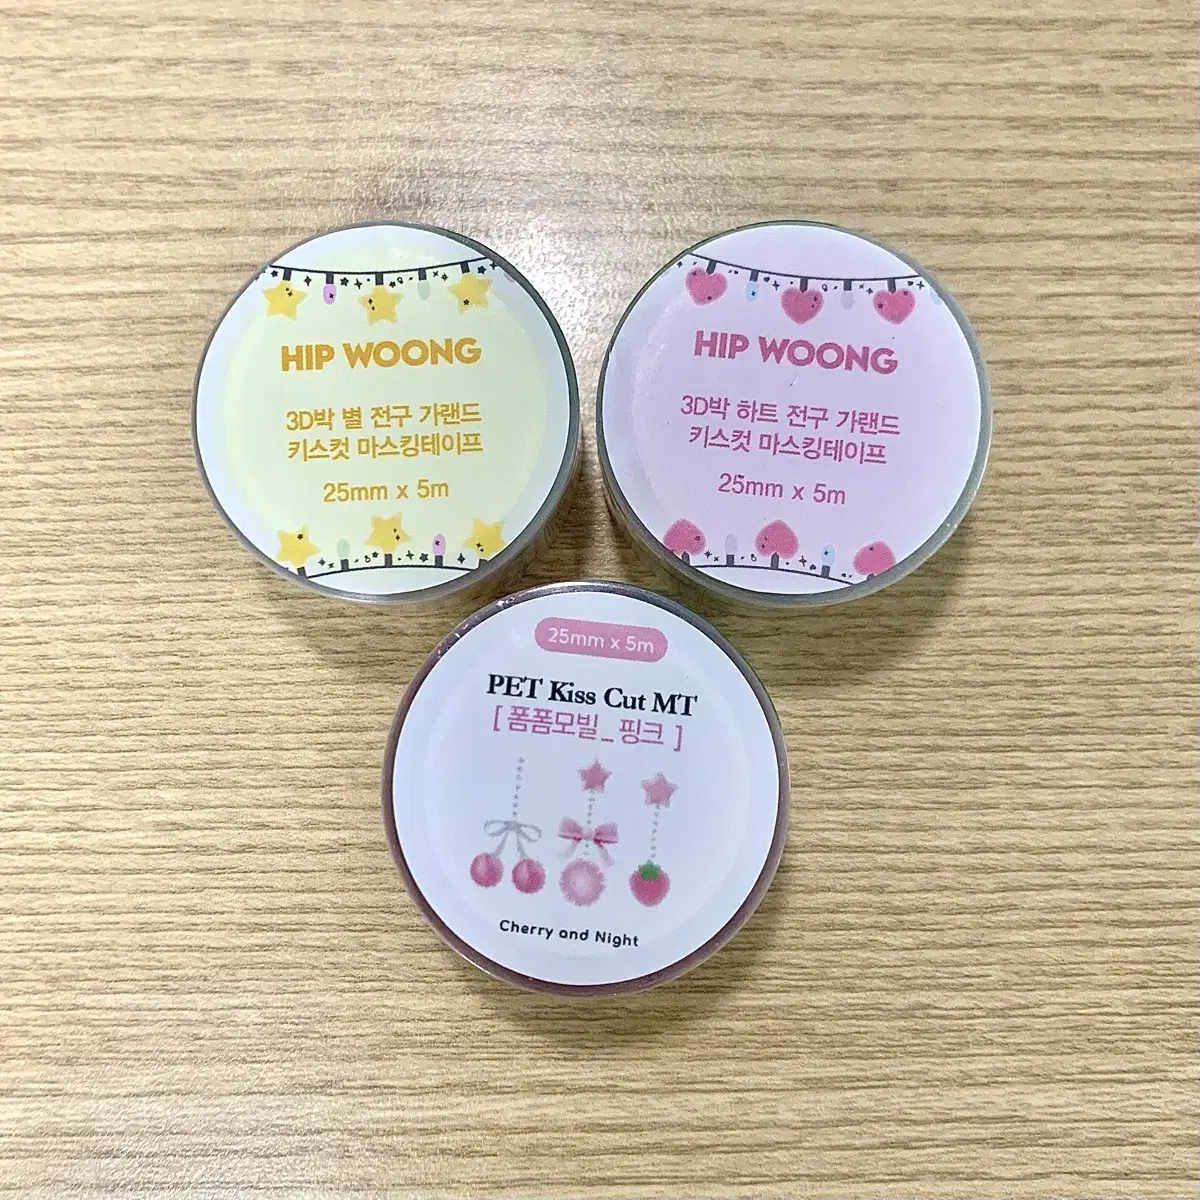 HIP WOONG
3D박 별 전구 가랜드
키스컷 마스킹테이프
25mm x 5m
HIP WOONG
3D박 하트 전구 가랜드
키스컷 마스킹테이프
25mm x 5m
25mm x 5m
PET Kiss Cut MT
[ 폼폼모빌_핑크 ]
Cherry and Night